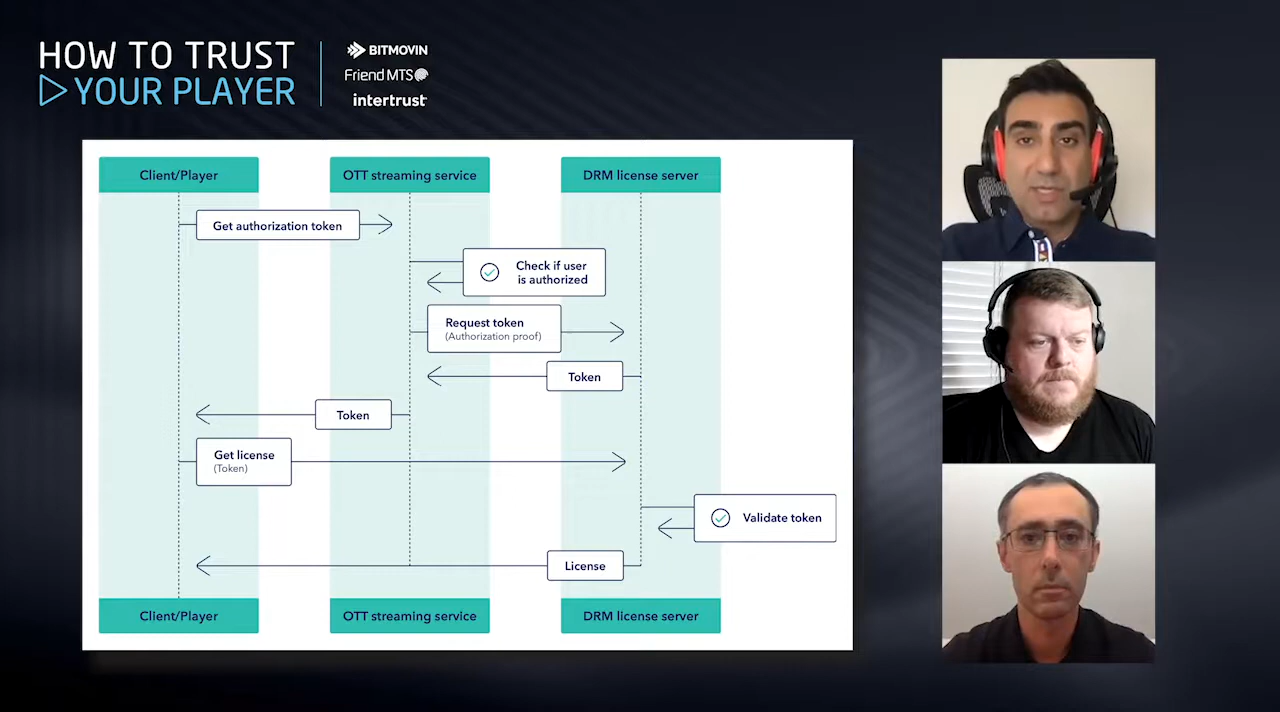 HOW TO TRUST
YOUR PLAYER
BITMOVIN
Friend MTS
intertrust
Client/Player
OTT streaming service
DRM license server
Get authorization token
Check if user
is authorized
Request token
(Authorization proof)
Token
Token
Get license
(Token)
Validate token
License
Client/Player
OTT streaming service
DRM license server